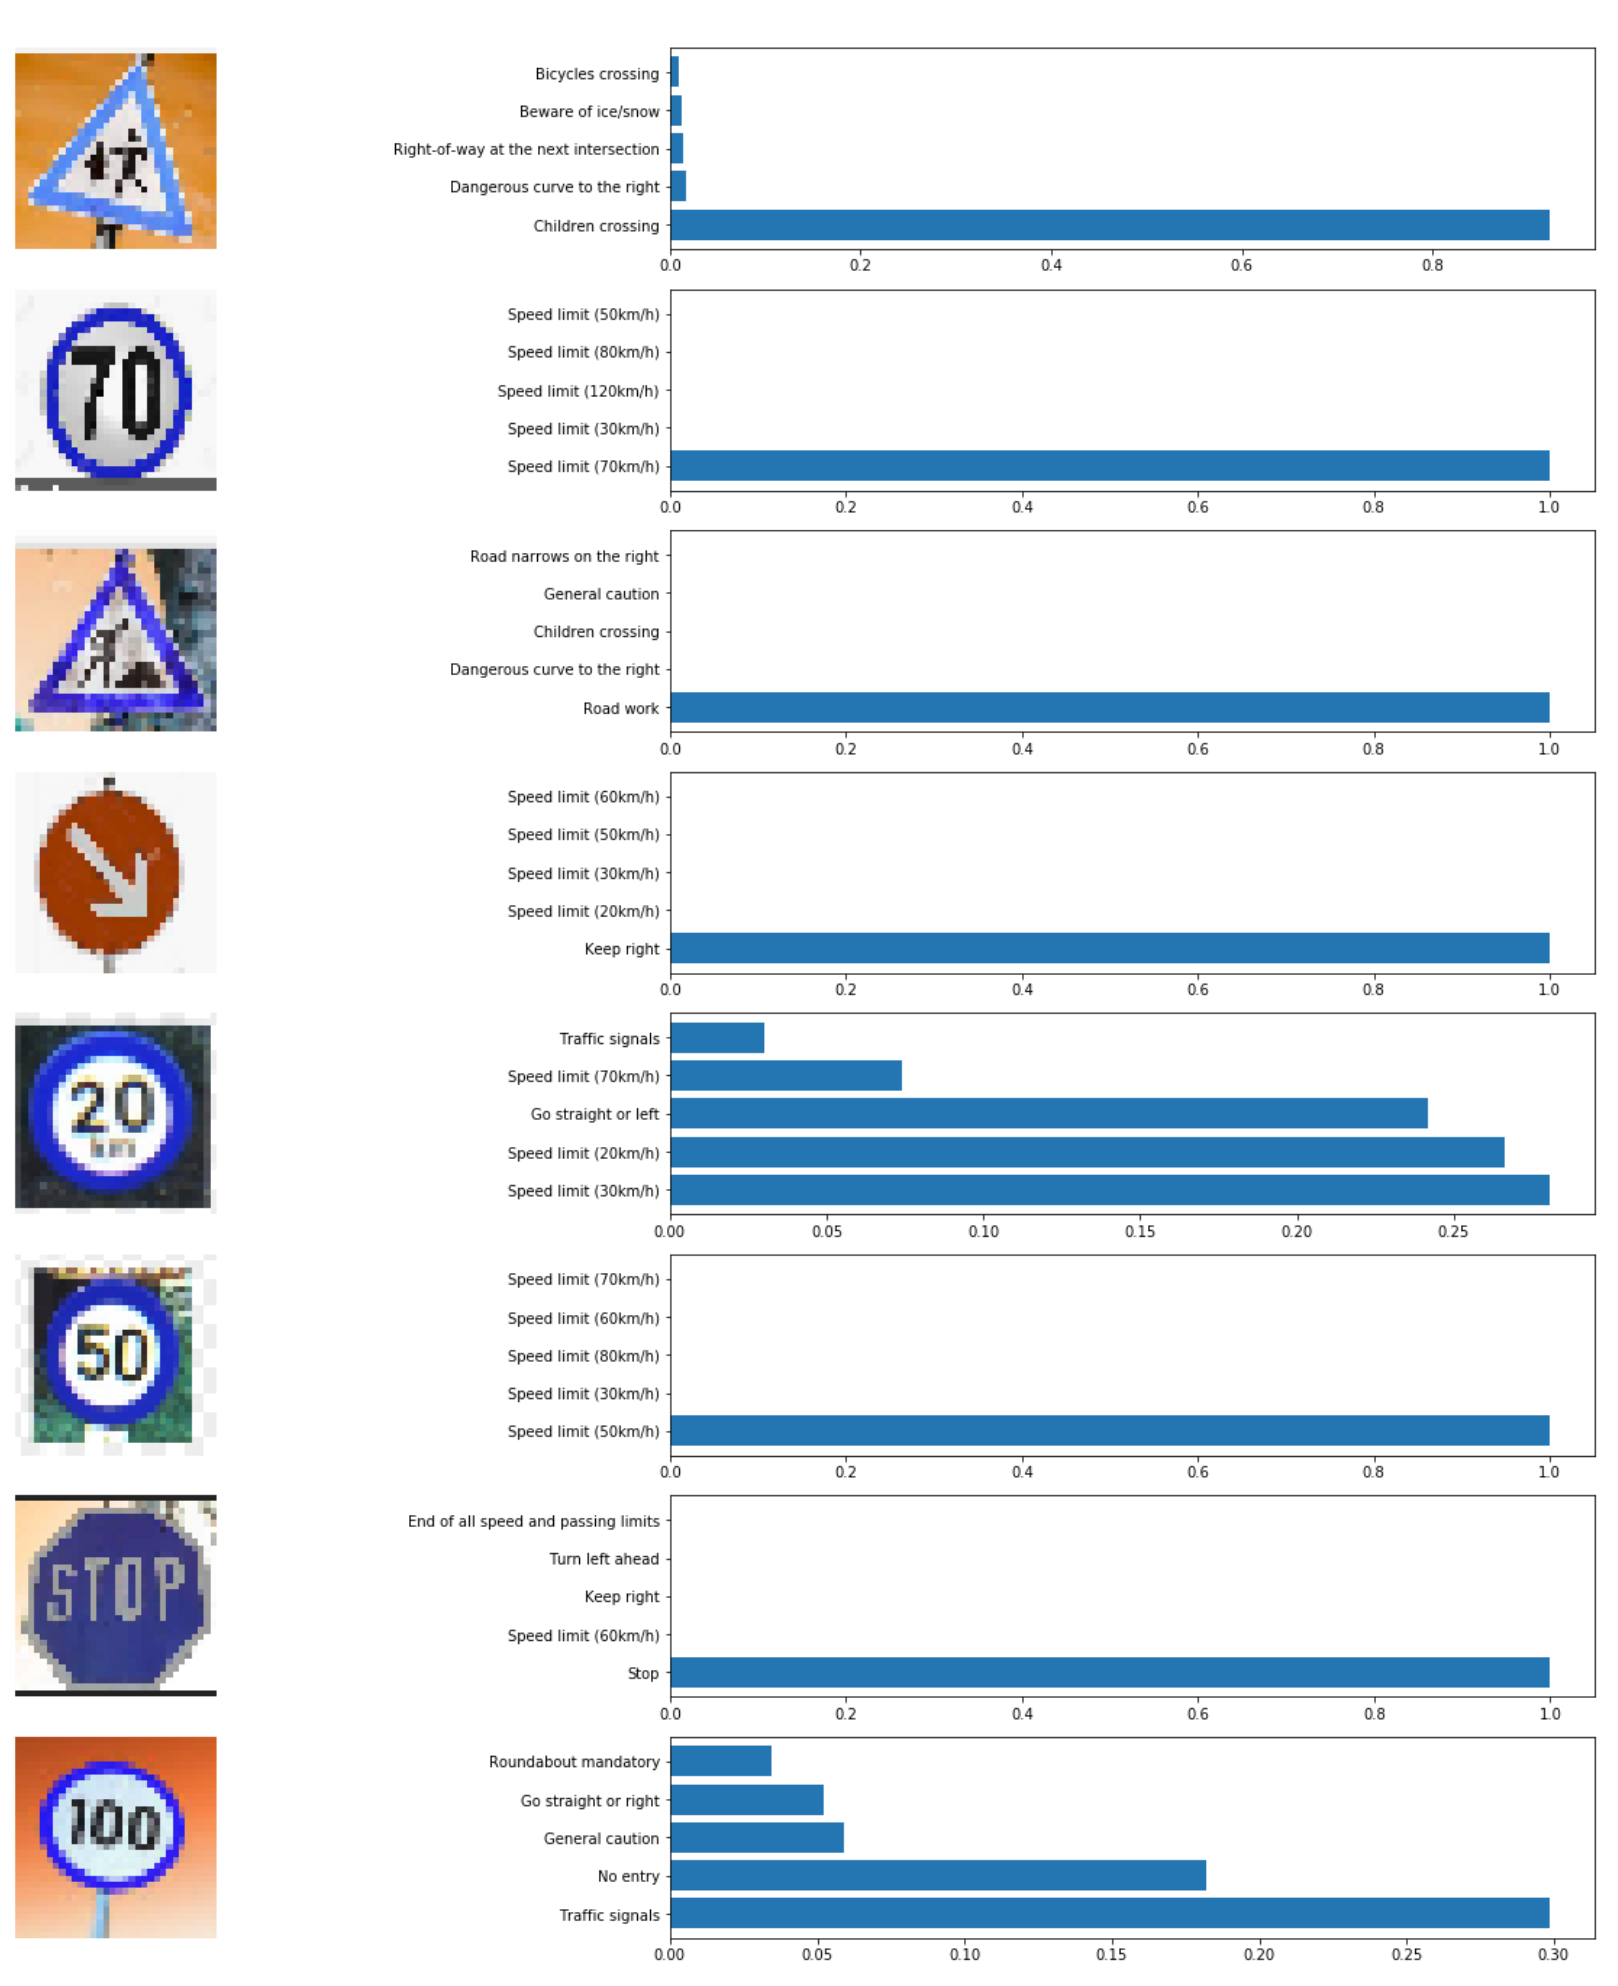 Bicycles crossing
Beware of ice/snow
Right-of-way at the next intersection
Dangerous curve to the right
Children crossing
0.0 0.2 0.4 0.6 0.8
70
Speed limit (50km/h)
Speed limit (80km/h)
Speed limit (120km/h)
Speed limit (30km/h)
Speed limit (70km/h)
0.0 0.2 0.4 0.6 0.8 1.0
Road narrows on the right
General caution
Children crossing
Dangerous curve to the right
Road work
0.0 0.2 0.4 0.6 0.8 1.0
Speed limit (60km/h)
Speed limit (50km/h)
Speed limit (30km/h)
Speed limit (20km/h)
Keep right
0.0 0.2 0.4 0.6 0.8 1.0
20
km
Traffic signals
Speed limit (70km/h)
Go straight or left
Speed limit (20km/h)
Speed limit (30km/h)
0.00 0.05 0.10 0.15 0.20 0.25
50
Speed limit (70km/h)
Speed limit (60km/h)
Speed limit (80km/h)
Speed limit (30km/h)
Speed limit (50km/h)
0.0 0.2 0.4 0.6 0.8 1.0
STOP
End of all speed and passing limits
Turn left ahead
Keep right
Speed limit (60km/h)
Stop
0.0 0.2 0.4 0.6 0.8 1.0
100
Roundabout mandatory
Go straight or right
General caution
No entry
Traffic signals
0.00 0.05 0.10 0.15 0.20 0.25 0.30